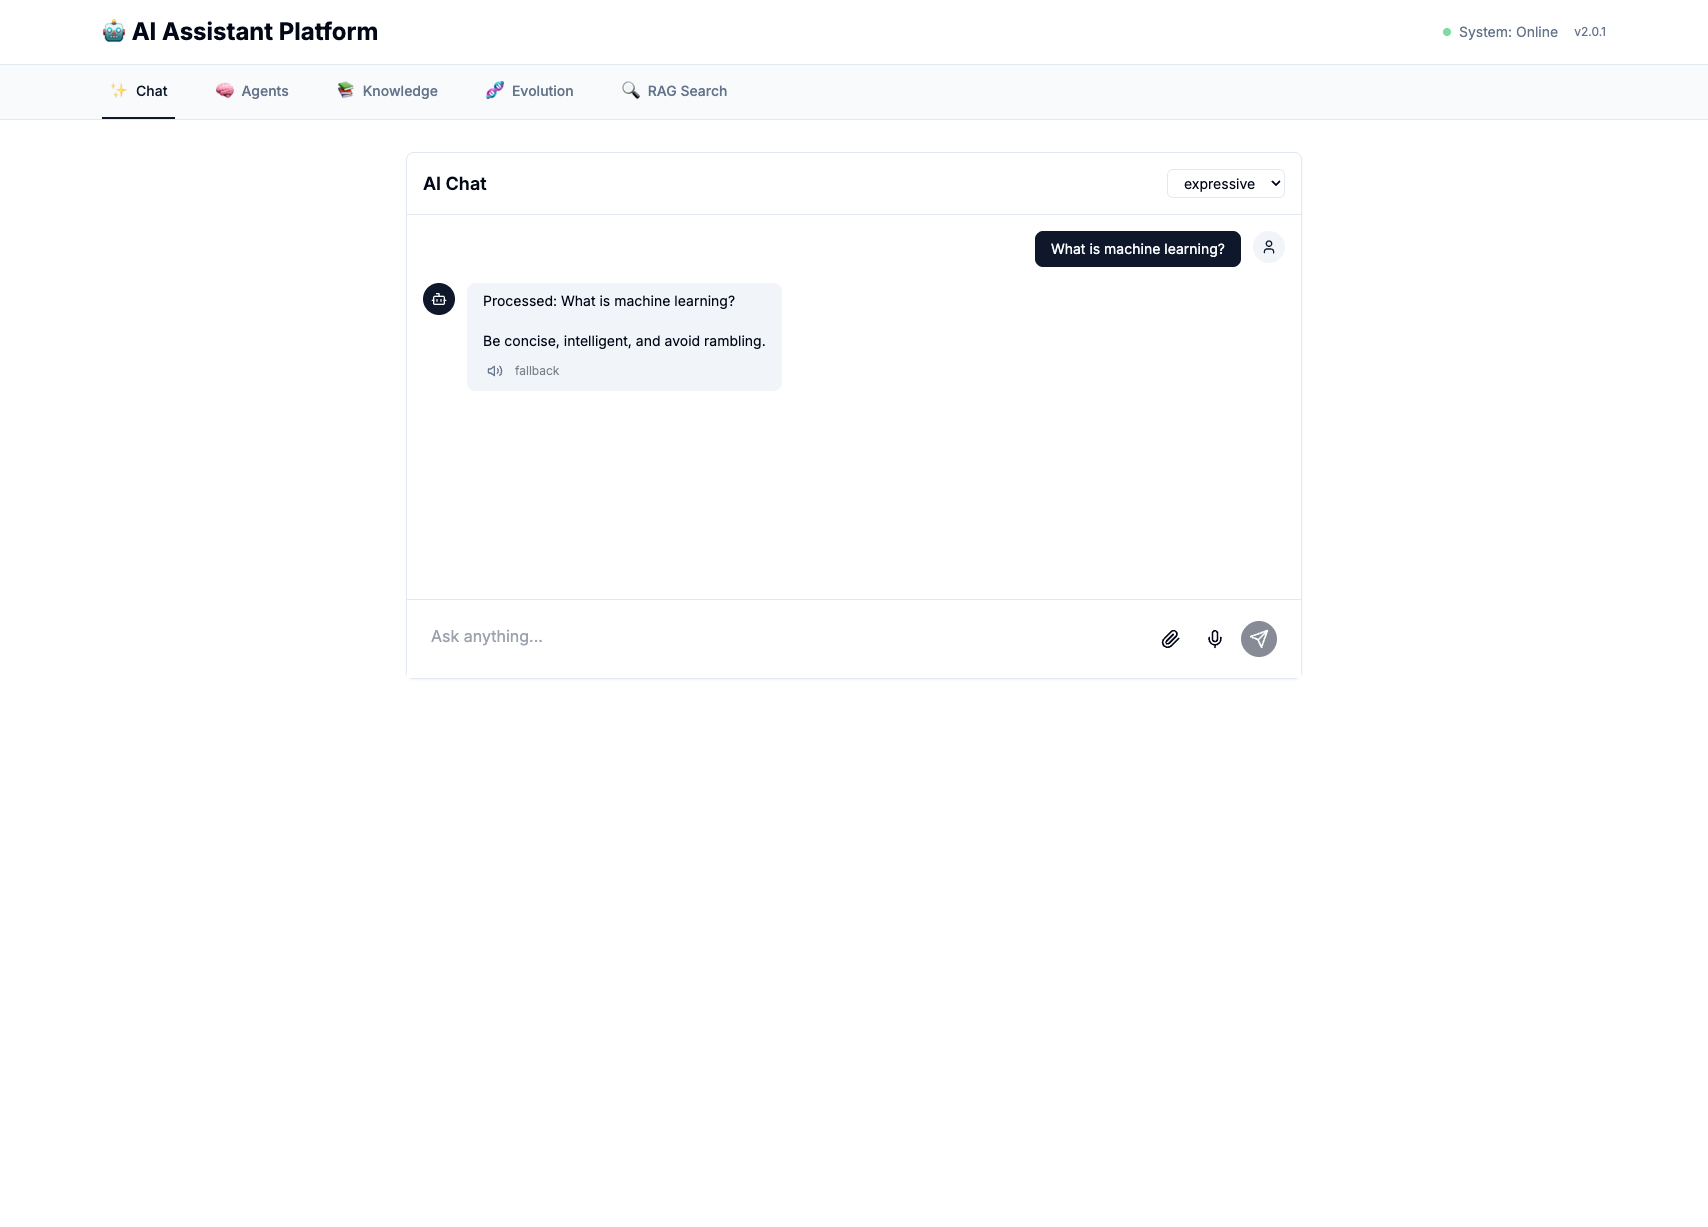 🤖 AI Assistant Platform
System: Online
v2.0.1
✨ Chat
🧠 Agents
📚 Knowledge
🧬 Evolution
🔍 RAG Search
AI Chat
expressive
What is machine learning?
Processed: What is machine learning?
Be concise, intelligent, and avoid rambling.
fallback
Ask anything...